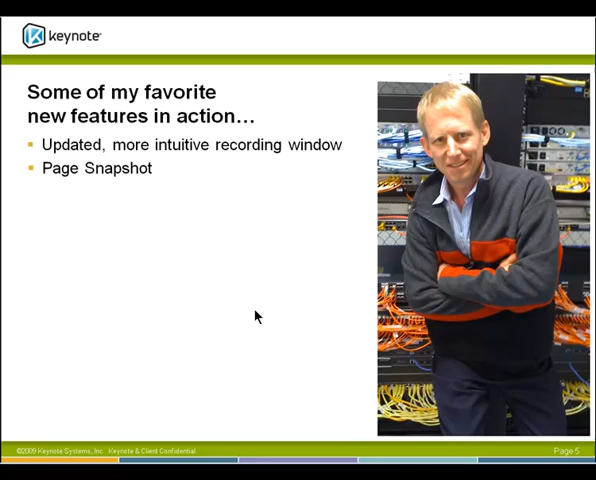 keynote
Some of my favorite
new features in action…
Updated, more intuitive recording window
Page Snapshot
©2009 Keynote Systems, Inc. Keynote & Client Confidential.
Page 5